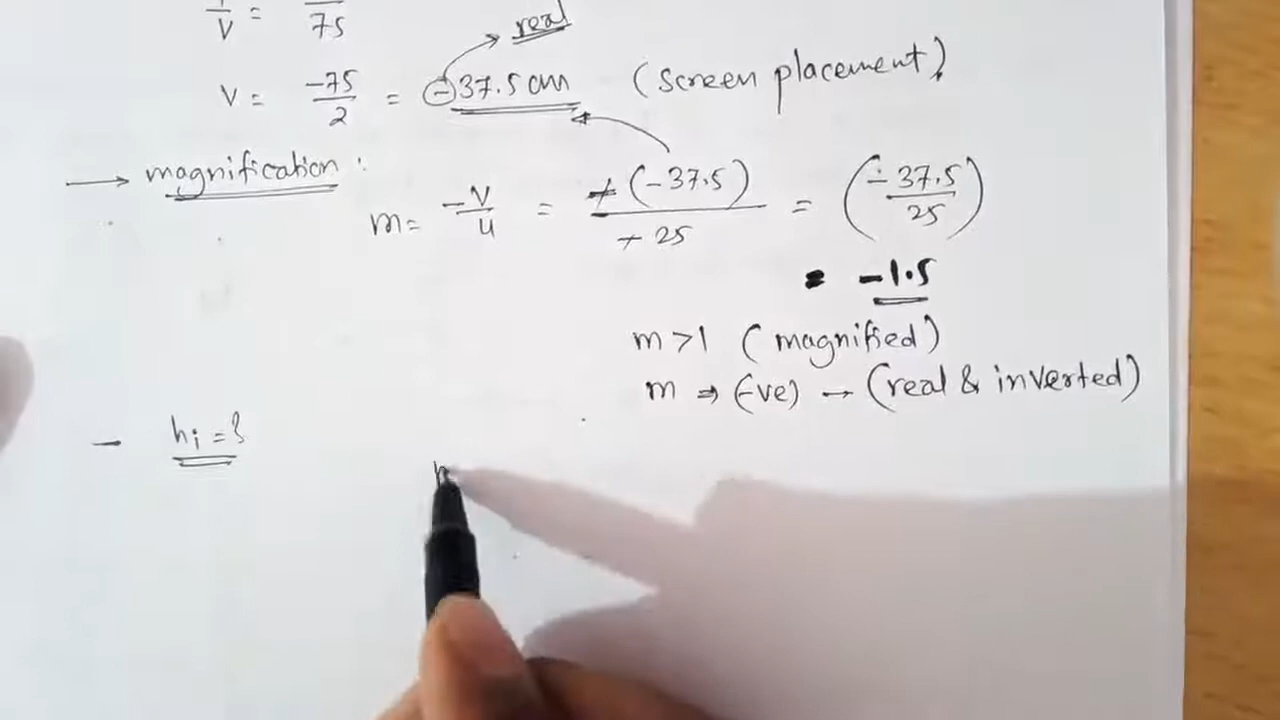 1/v = 75
real
v = -75/2 = -37.5 cm (screen placement)
→ magnification :
m = -v/u = +(-37.5)/+25 = (-37.5/25)
= -1.5
m>1 (magnified)
m ⇒ (-ve) → (real & inverted)
- hi = ?
h